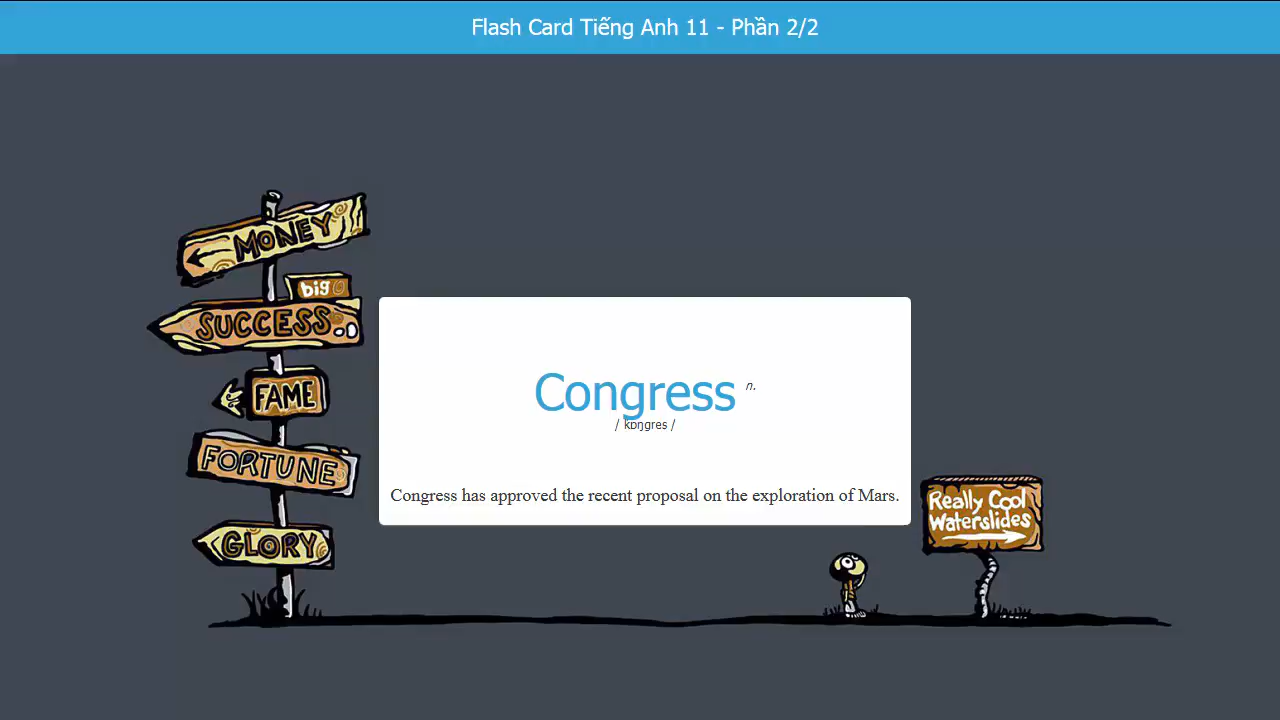 Flash Card Tiếng Anh 11 - Phần 2/2
MONEY
big
SUCCESS
FAME
FORTUNE
GLORY
Congress n.
/ kɒŋgres /
Congress has approved the recent proposal on the exploration of Mars.
Really Cool
Waterslides